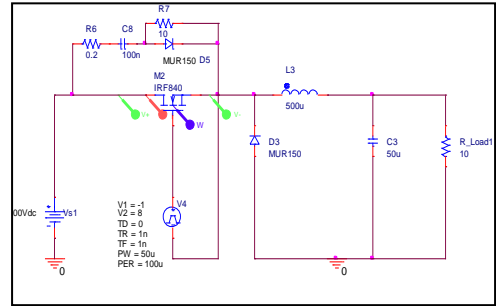 R7
10
R6
0.2
C8
100n
MUR150 D5
M2
IRF840
V+
V-
W
L3
500u
D3
MUR150
C3
50u
R_Load1
10
00Vdc
Vs1
V4
V1 = -1
V2 = 8
TD = 0
TR = 1n
TF = 1n
PW = 50u
PER = 100u
0
0